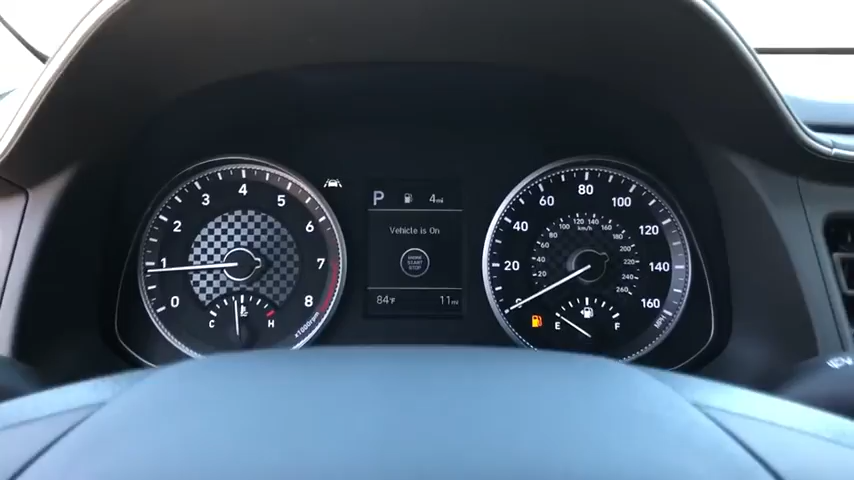 0 1 2 3 4 5 6 7 8
x1000rpm
C H
P 4mi
Vehicle is On
ENGINE
START
STOP
84°F 11mi
0 20 40 60 80 100 120 140 160
MPH
20 40 60 80 100 120 140 160 180 200 220 240 260
km/h
E F